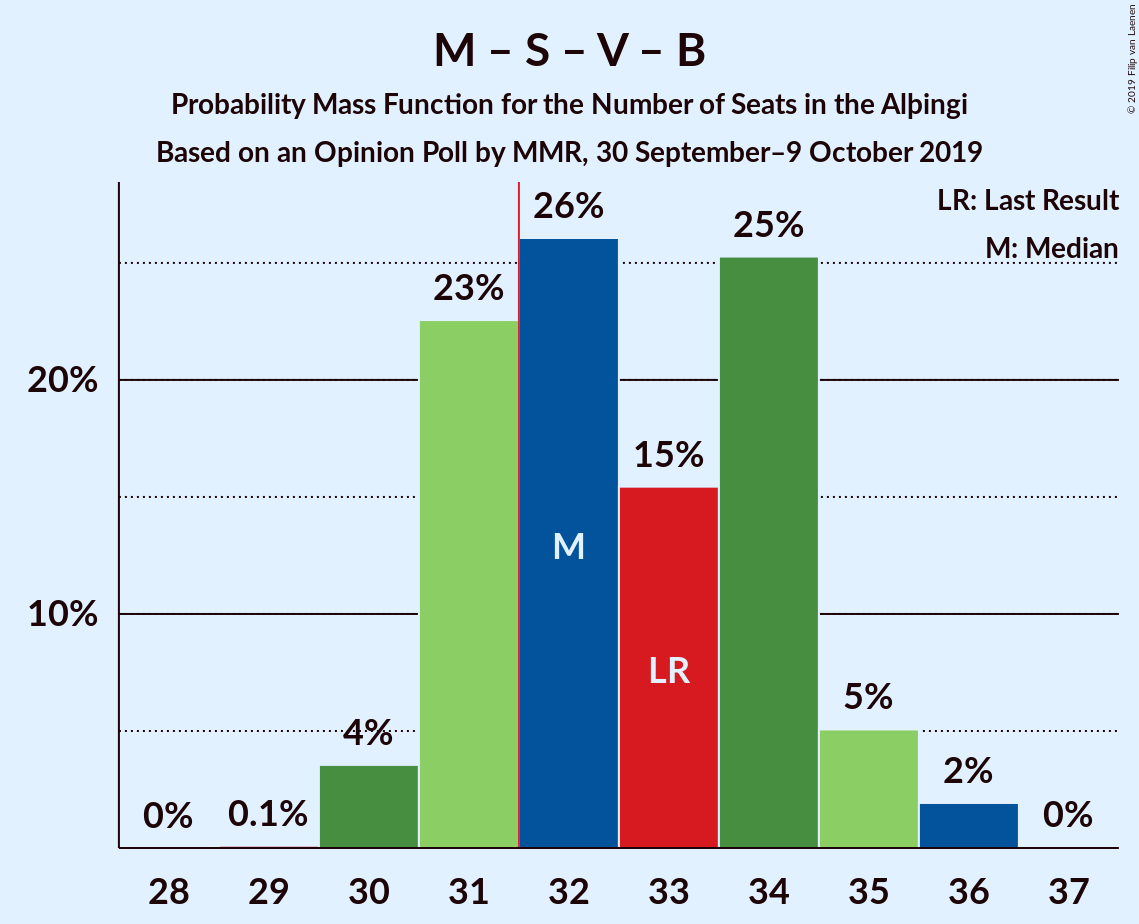 M – S – V – B
Probability Mass Function for the Number of Seats in the Alþingi
Based on an Opinion Poll by MMR, 30 September–9 October 2019
© 2019 Filip van Laenen
LR: Last Result
M: Median
26%
25%
23%
20%
15%
M
10%
LR
5%
4%
2%
0%
0.1%
0%
28 29 30 31 32 33 34 35 36 37